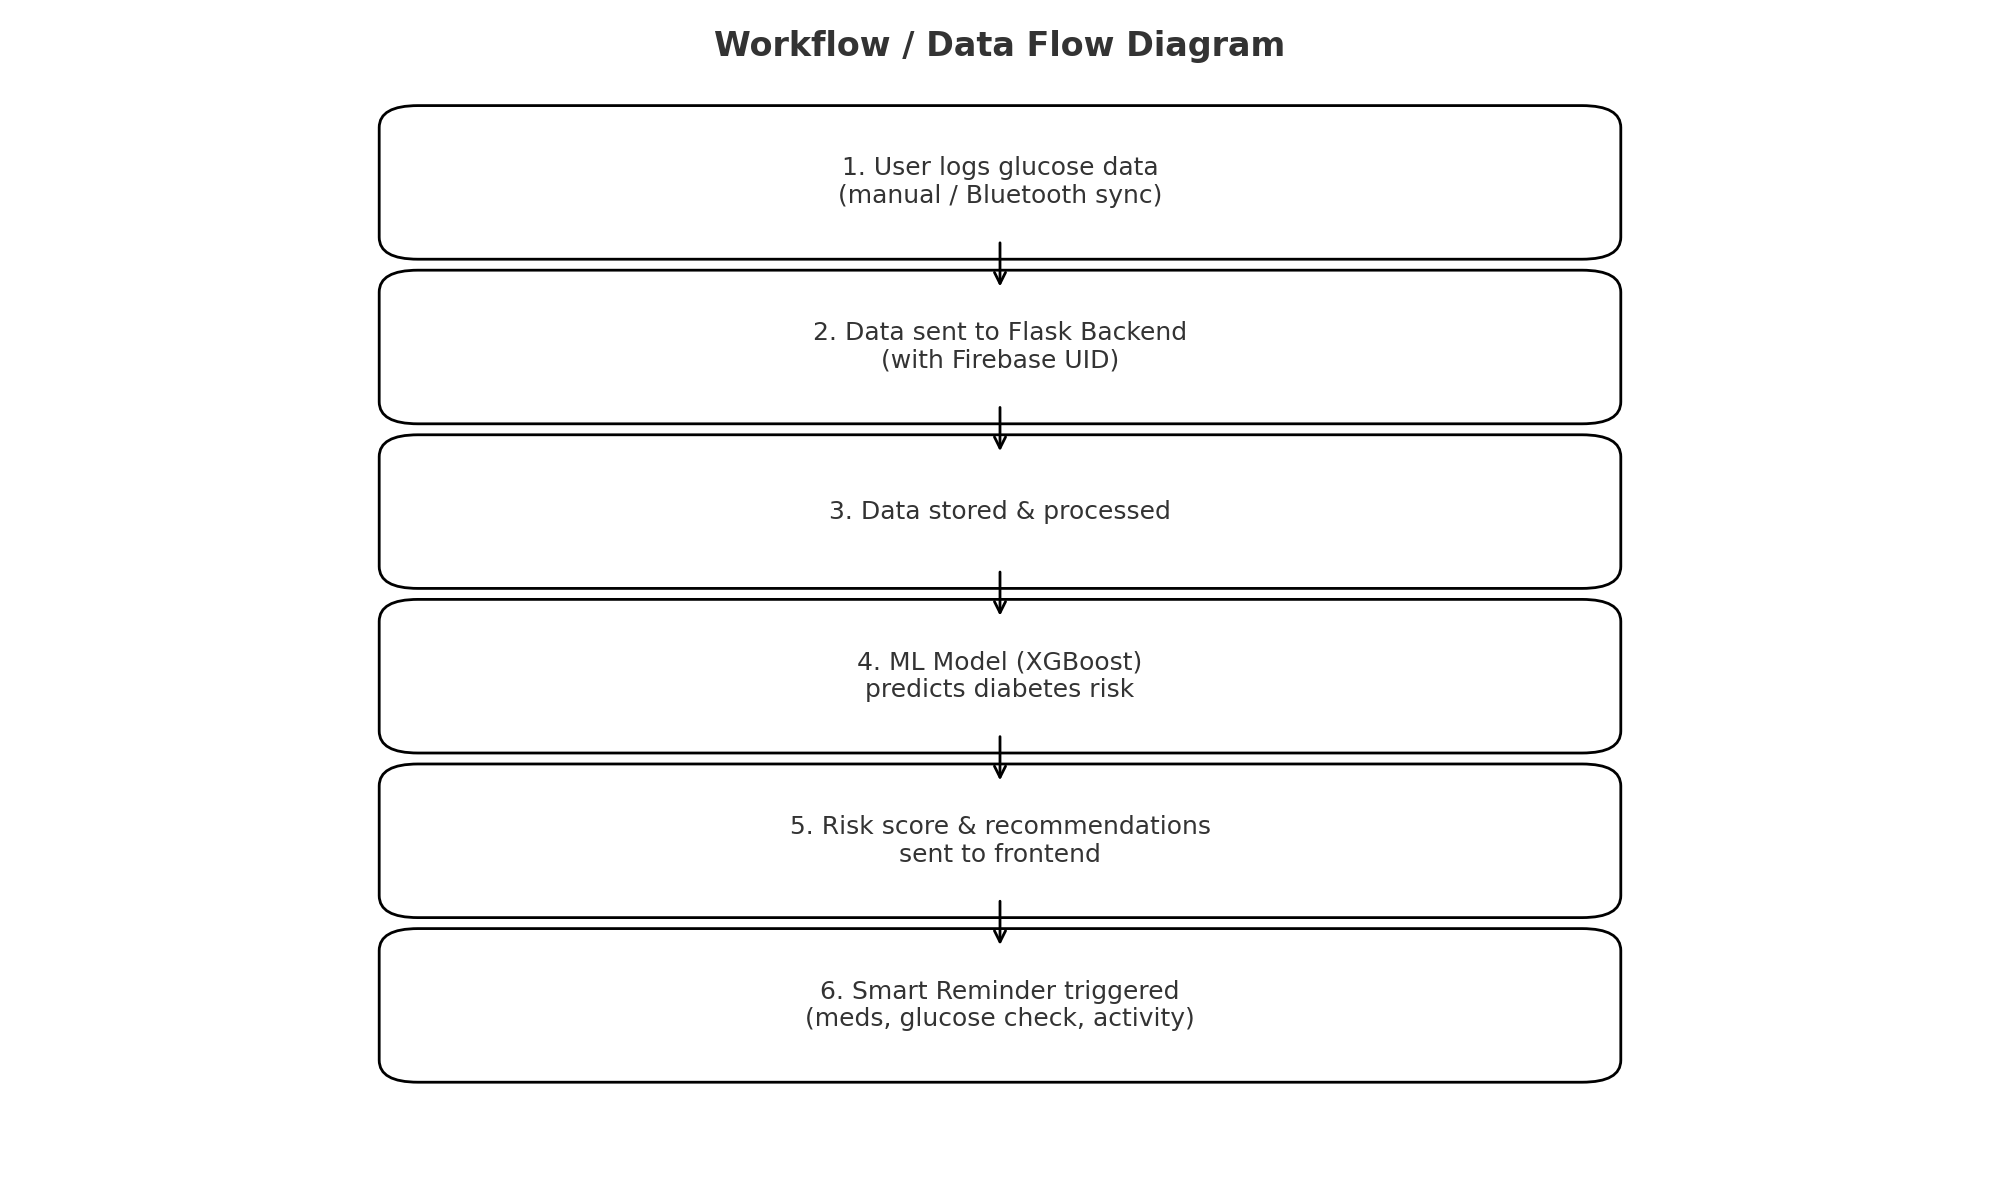 Workflow / Data Flow Diagram
1. User logs glucose data
(manual / Bluetooth sync)
2. Data sent to Flask Backend
(with Firebase UID)
3. Data stored & processed
4. ML Model (XGBoost)
predicts diabetes risk
5. Risk score & recommendations
sent to frontend
6. Smart Reminder triggered
(meds, glucose check, activity)